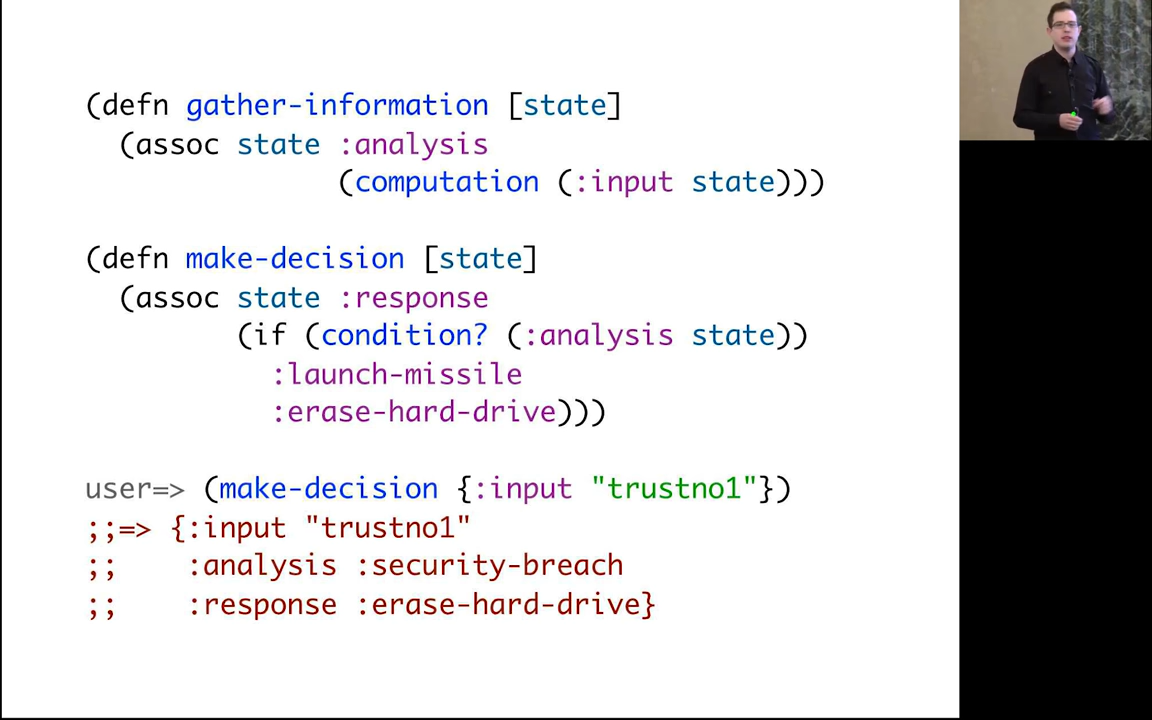 (defn gather-information [state]
(assoc state :analysis
(computation (:input state)))
(defn make-decision [state]
(assoc state :response
(if (condition? (:analysis state))
:launch-missile
:erase-hard-drive)))
user=> (make-decision {:input "trustno1"})
;;=> {:input "trustno1"
;; :analysis :security-breach
;; :response :erase-hard-drive}